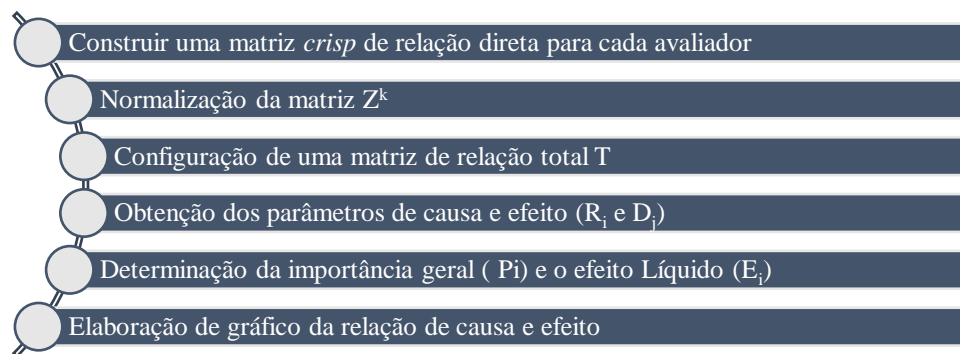 Construir uma matriz crisp de relação direta para cada avaliador
Normalização da matriz Zᵏ
Configuração de uma matriz de relação total T
Obtenção dos parâmetros de causa e efeito (Rᵢ e Dⱼ)
Determinação da importância geral ( Pi) e o efeito Líquido (Eᵢ)
Elaboração de gráfico da relação de causa e efeito